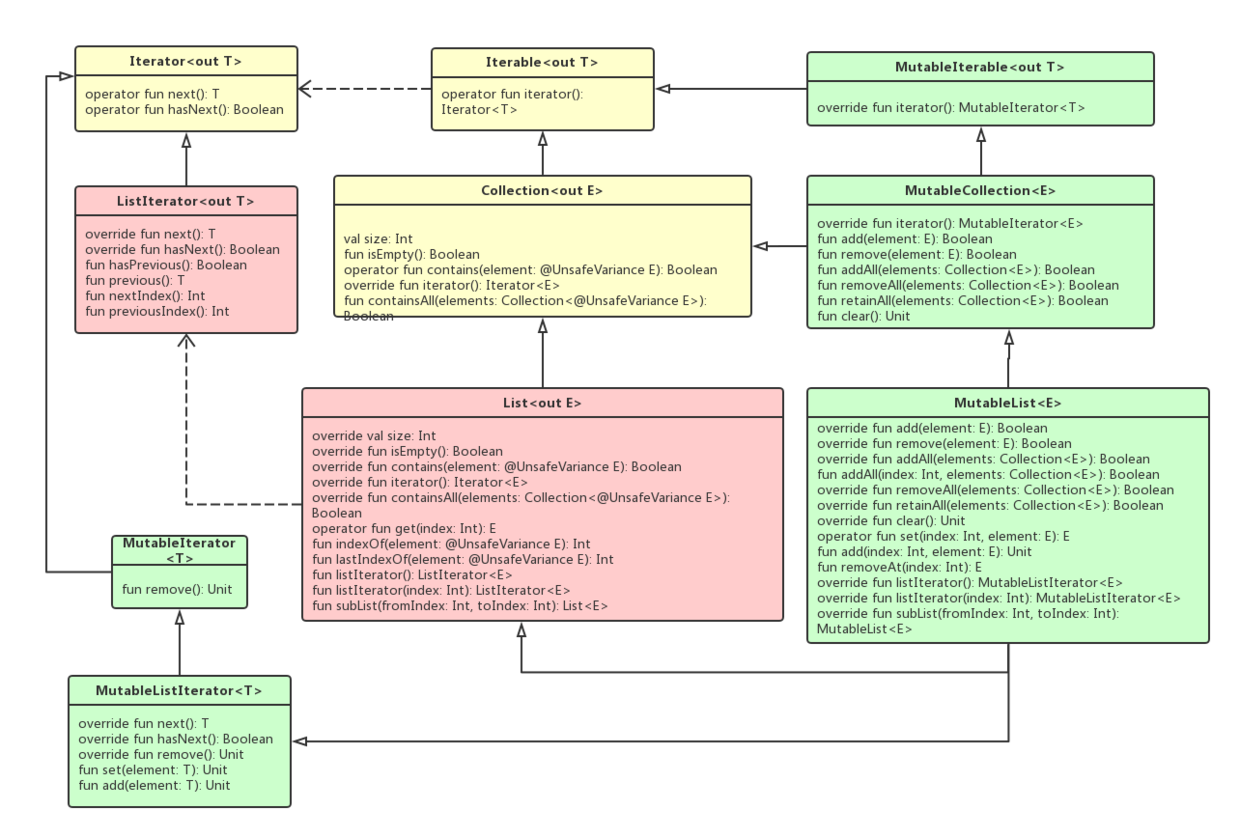 Iterator<out T>
operator fun next(): T
operator fun hasNext(): Boolean
Iterable<out T>
operator fun iterator():
Iterator<T>
MutableIterable<out T>
override fun iterator(): MutableIterator<T>
ListIterator<out T>
override fun next(): T
override fun hasNext(): Boolean
fun hasPrevious(): Boolean
fun previous(): T
fun nextIndex(): Int
fun previousIndex(): Int
Collection<out E>
val size: Int
fun isEmpty(): Boolean
operator fun contains(element: @UnsafeVariance E): Boolean
override fun iterator(): Iterator<E>
fun containsAll(elements: Collection<@UnsafeVariance E>):
Boolean
MutableCollection<E>
override fun iterator(): MutableIterator<E>
fun add(element: E): Boolean
fun remove(element: E): Boolean
fun addAll(elements: Collection<E>): Boolean
fun removeAll(elements: Collection<E>): Boolean
fun retainAll(elements: Collection<E>): Boolean
fun clear(): Unit
List<out E>
override val size: Int
override fun isEmpty(): Boolean
override fun contains(element: @UnsafeVariance E): Boolean
override fun iterator(): Iterator<E>
override fun containsAll(elements: Collection<@UnsafeVariance E>):
Boolean
operator fun get(index: Int): E
fun indexOf(element: @UnsafeVariance E): Int
fun lastIndexOf(element: @UnsafeVariance E): Int
fun listIterator(): ListIterator<E>
fun listIterator(index: Int): ListIterator<E>
fun subList(fromIndex: Int, toIndex: Int): List<E>
MutableList<E>
override fun add(element: E): Boolean
override fun remove(element: E): Boolean
override fun addAll(elements: Collection<E>): Boolean
fun addAll(index: Int, elements: Collection<E>): Boolean
override fun removeAll(elements: Collection<E>): Boolean
override fun retainAll(elements: Collection<E>): Boolean
override fun clear(): Unit
operator fun set(index: Int, element: E): E
fun add(index: Int, element: E): Unit
fun removeAt(index: Int): E
override fun listIterator(): MutableListIterator<E>
override fun listIterator(index: Int): MutableListIterator<E>
override fun subList(fromIndex: Int, toIndex: Int):
MutableList<E>
MutableIterator
<T>
fun remove(): Unit
MutableListIterator<T>
override fun next(): T
override fun hasNext(): Boolean
override fun remove(): Unit
fun set(element: T): Unit
fun add(element: T): Unit